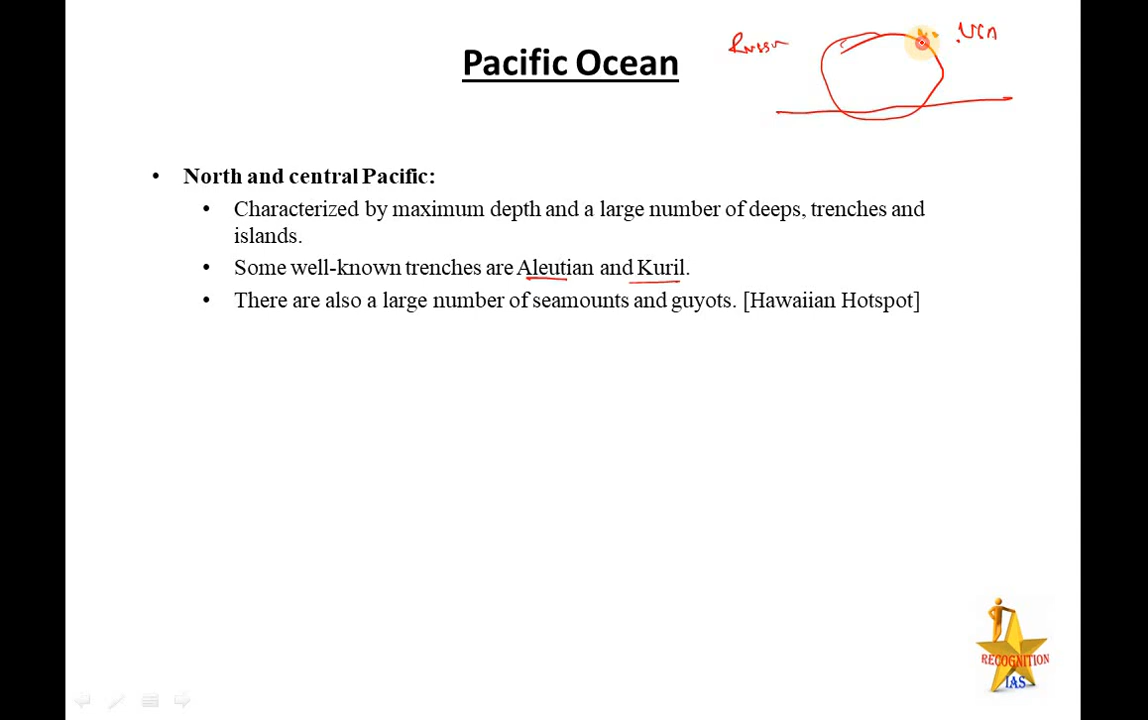 Pacific Ocean
Russia
USA
• North and central Pacific:
• Characterized by maximum depth and a large number of deeps, trenches and
islands.
• Some well-known trenches are Aleutian and Kuril.
• There are also a large number of seamounts and guyots. [Hawaiian Hotspot]
RECOGNITION
IAS